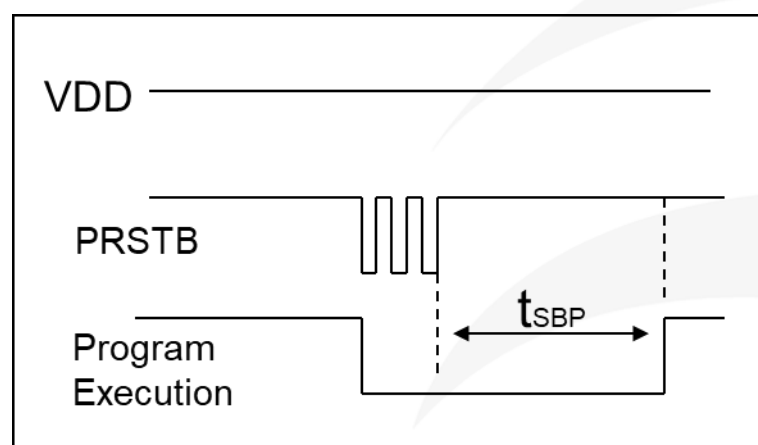 VDD
PRSTB
tSBP
Program
Execution